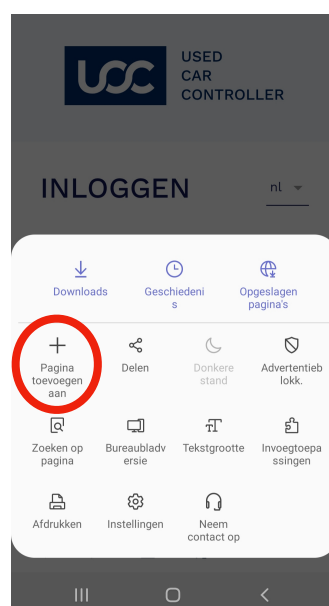 UCC
USED
CAR
CONTROLLER
INLOGGEN
nl
Downloads
Geschiedeni
s
Opgeslagen
pagina's
Pagina
toevoegen
aan
Delen
Donkere
stand
Advertentieb
lokk.
Zoeken op
pagina
Bureaubladv
ersie
Tekstgrootte
Invoegtoepa
ssingen
Afdrukken
Instellingen
Neem
contact op